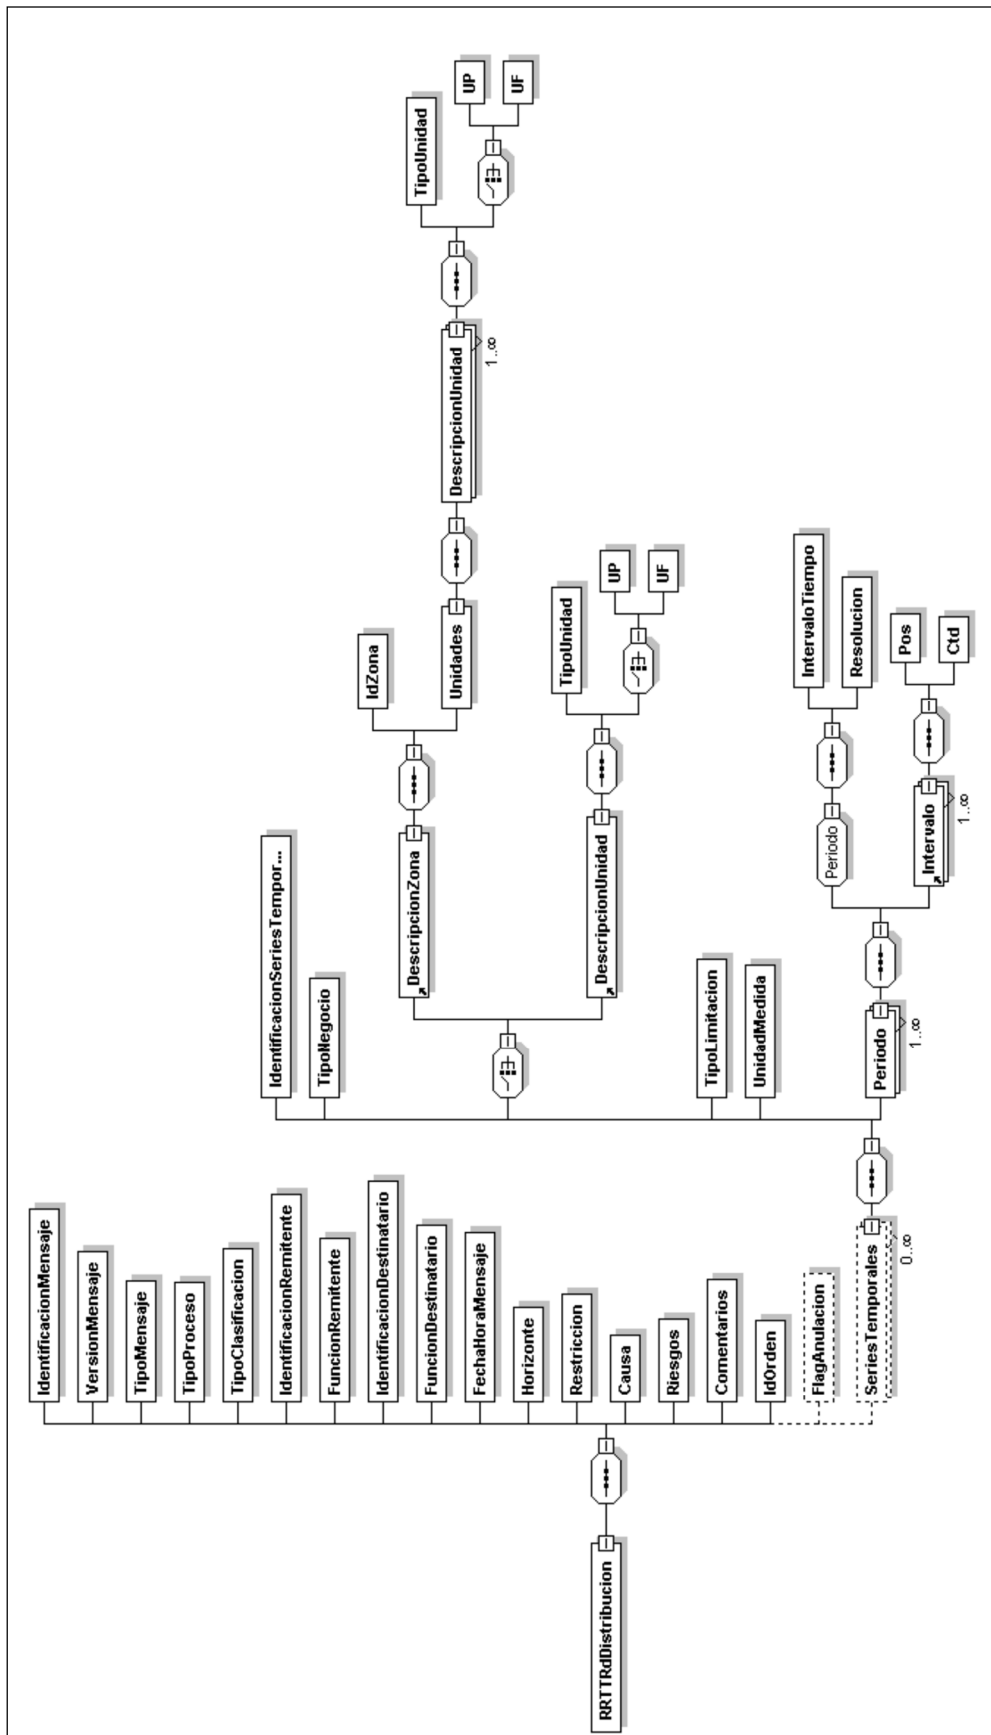 RRTTRdDistribucion
IdentificacionMensaje
VersionMensaje
TipoMensaje
TipoProceso
TipoClasificacion
IdentificacionRemitente
FuncionRemitente
IdentificacionDestinatario
FuncionDestinatario
FechaHoraMensaje
Horizonte
Restriccion
Causa
Riesgos
Comentarios
IdOrden
FlagAnulacion
SeriesTemporales
0..∞
IdentificacionSeriesTempor...
TipoNegocio
DescripcionZona
IdZona
Unidades
DescripcionUnidad
1..∞
TipoUnidad
UP
UF
DescripcionUnidad
TipoUnidad
UP
UF
TipoLimitacion
UnidadMedida
Periodo
1..∞
Periodo
IntervaloTiempo
Resolucion
Intervalo
1..∞
Pos
Ctd